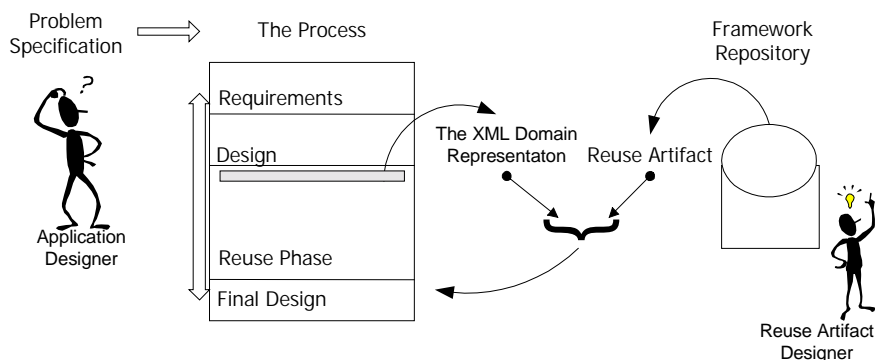 Problem
Specification
The Process
Framework
Repository
?
Requirements
Design
The XML Domain
Representaton
Reuse Artifact
Application
Designer
Reuse Phase
Final Design
Reuse Artifact
Designer